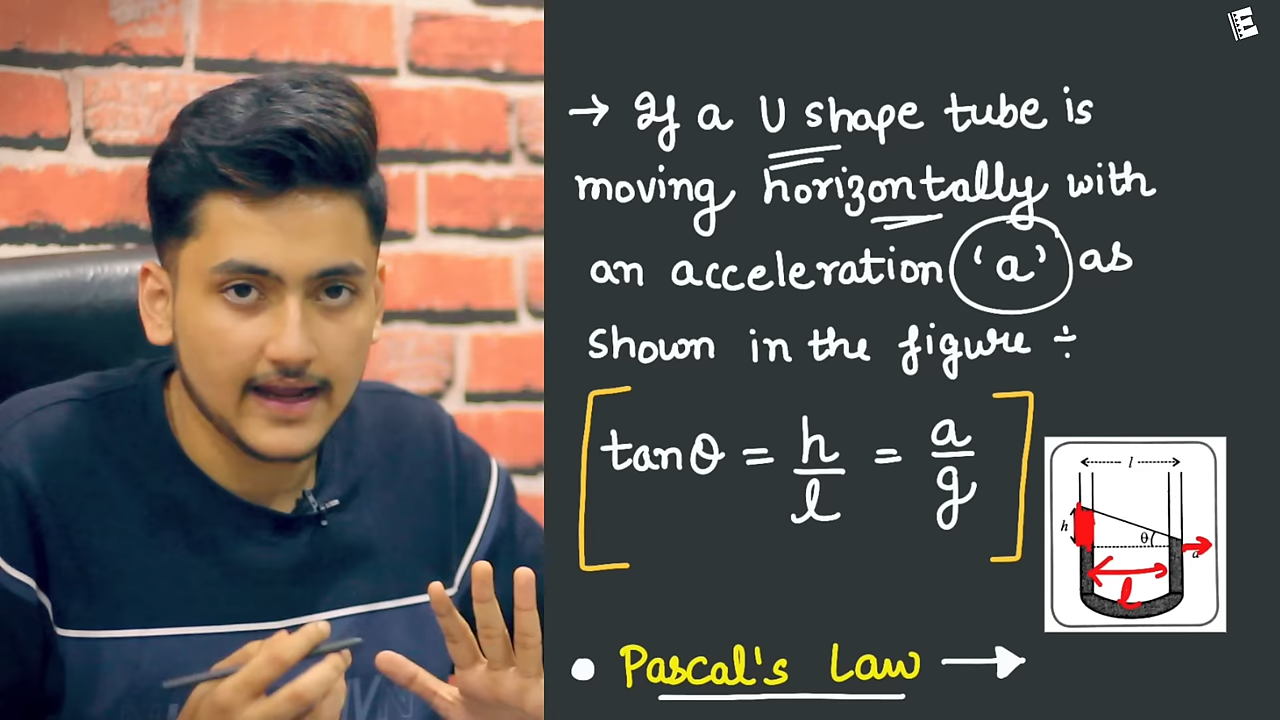 → If a U shape tube is
moving horizontally with
an acceleration 'a' as
shown in the figure ÷
tanθ = h/l = a/g
l
h
θ
a
l
• Pascal's Law →